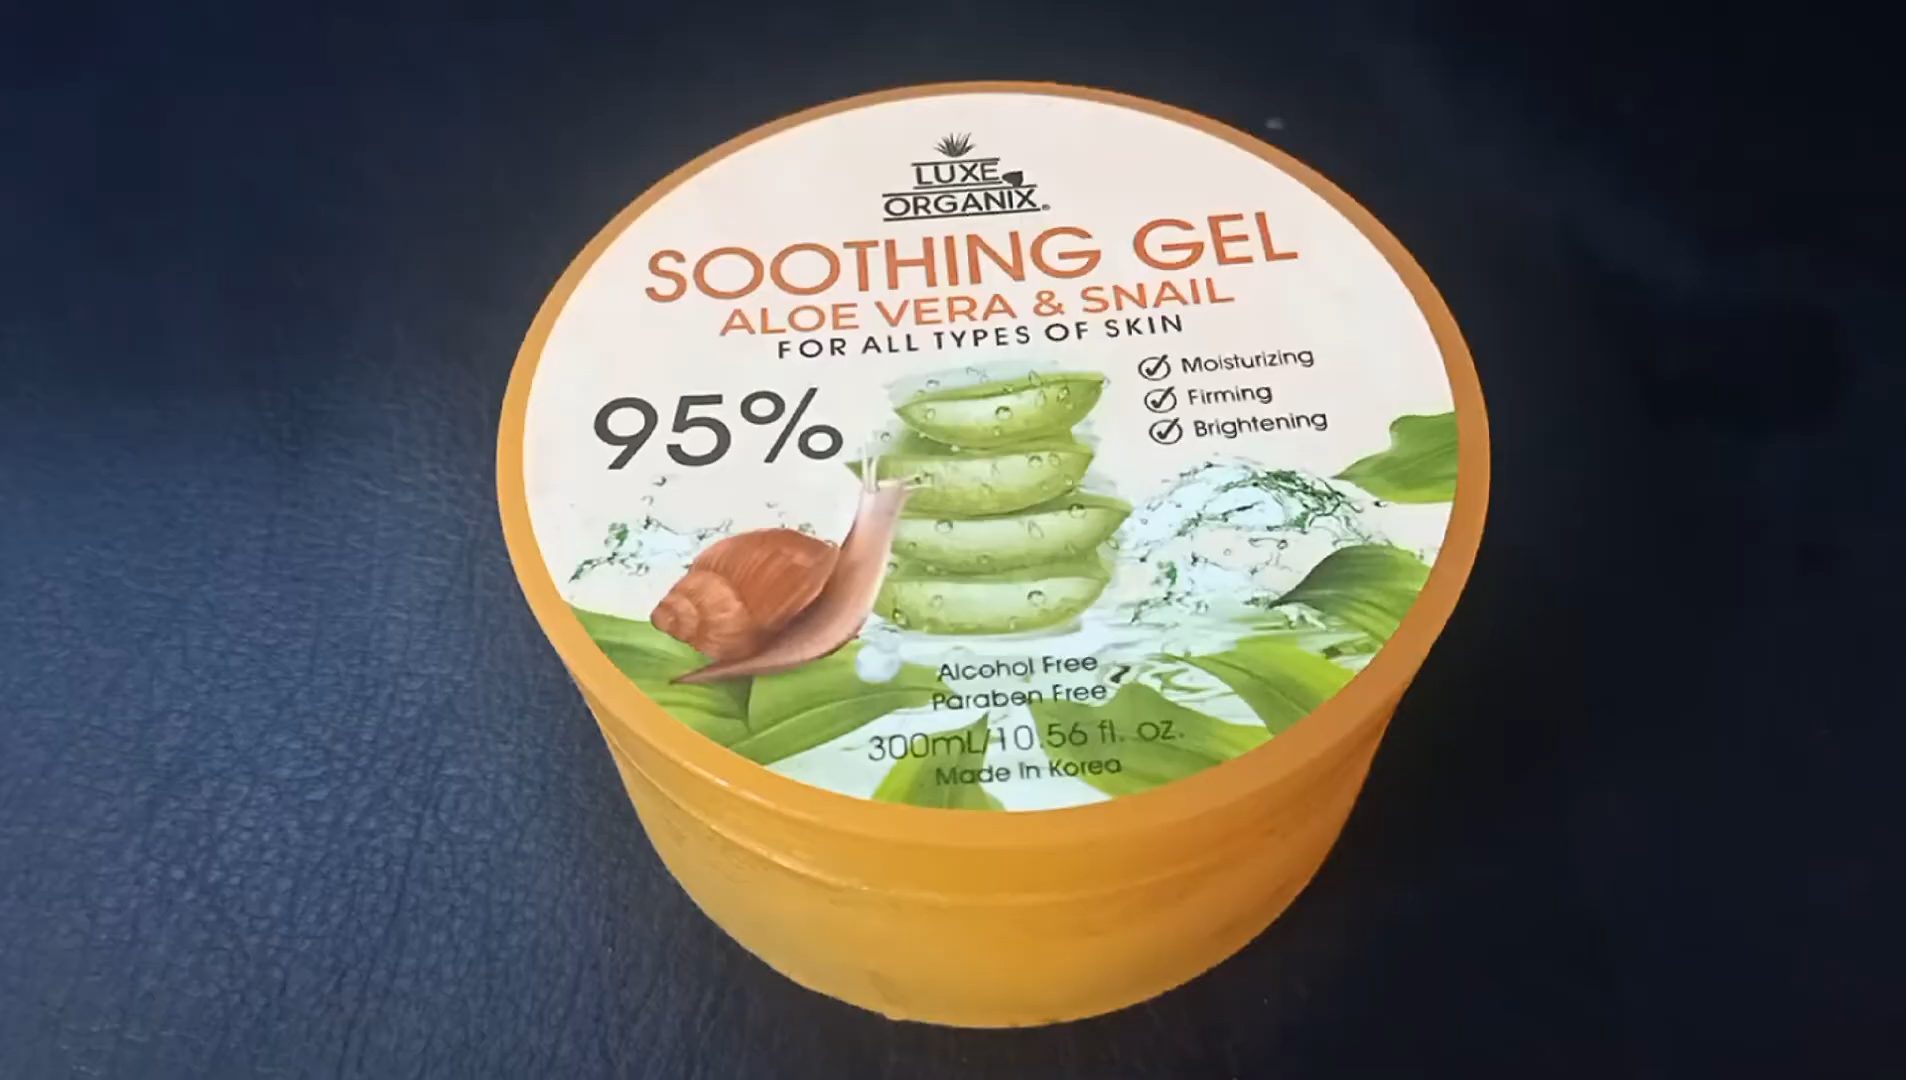 LUXE
ORGANIX®
SOOTHING GEL
ALOE VERA & SNAIL
FOR ALL TYPES OF SKIN
95%
Moisturizing
Firming
Brightening
Alcohol Free
Paraben Free
300mL/10.56 fl. oz.
Made In Korea